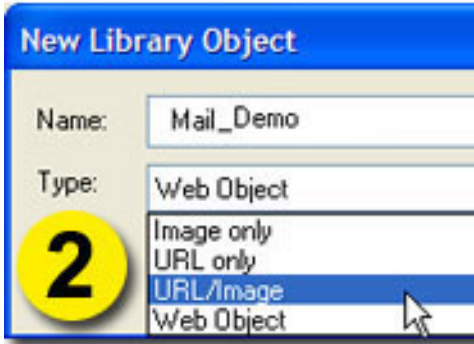 New Library Object
Name: Mail_Demo
Type: Web Object
2
Image only
URL only
URL/Image
Web Object